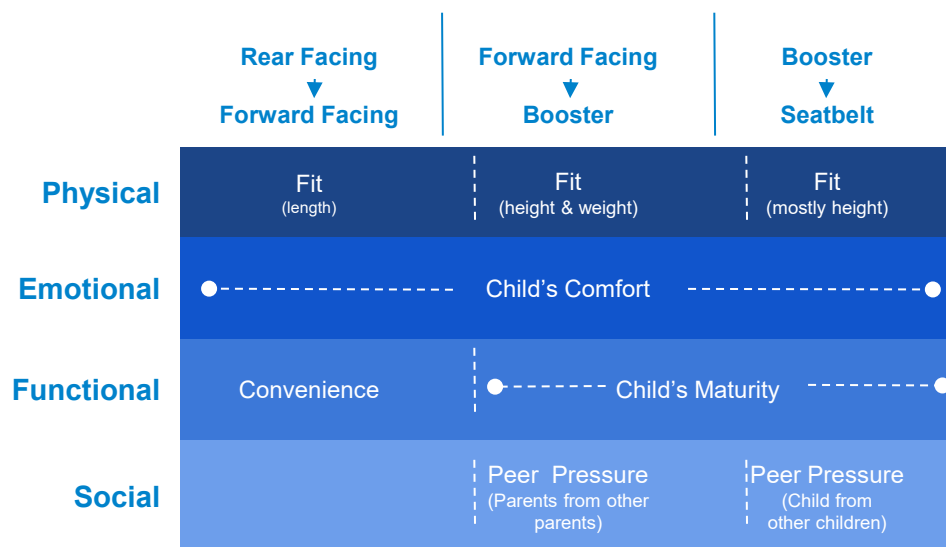 Rear Facing
Forward Facing
Forward Facing
Booster
Booster
Seatbelt
Physical
Fit
(length)
Fit
(height & weight)
Fit
(mostly height)
Emotional
Child’s Comfort
Functional
Convenience
Child’s Maturity
Social
Peer Pressure
(Parents from other
parents)
Peer Pressure
(Child from
other children)